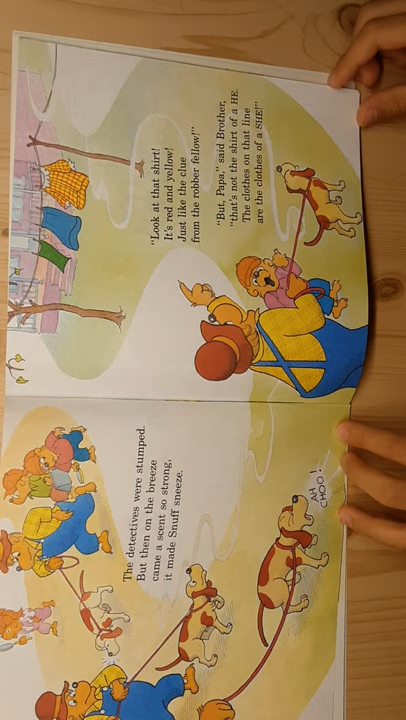 The detectives were stumped.
But then on the breeze
came a scent so strong,
it made Snuff sneeze.
AH
CHOO!
"Look at that shirt!
It's red and yellow!
Just like the clue
from the robber fellow!"
"But, Papa," said Brother,
"that's not the shirt of a HE.
The clothes on that line
are the clothes of a SHE!"